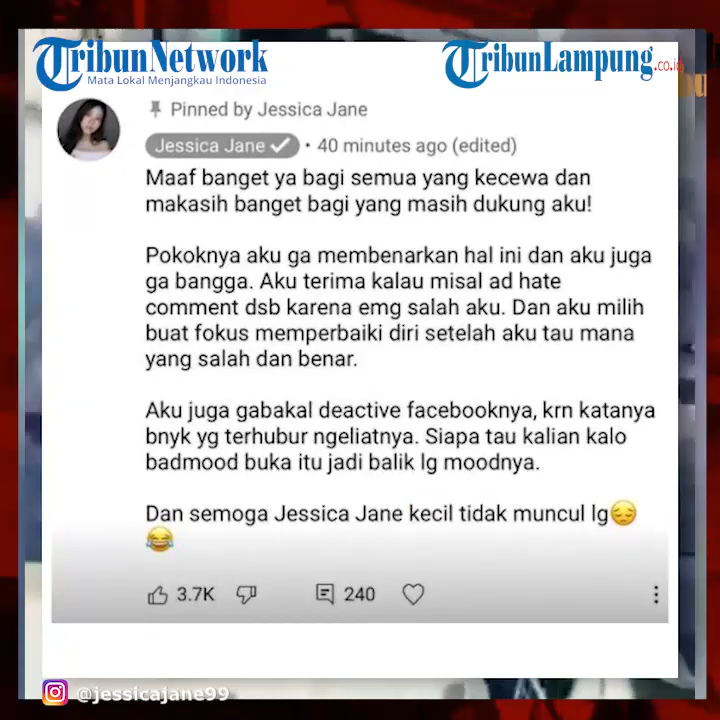 TribunNetwork
Mata Lokal Menjangkau Indonesia
TribunLampung.co.id
Pinned by Jessica Jane
Jessica Jane • 40 minutes ago (edited)
Maaf banget ya bagi semua yang kecewa dan
makasih banget bagi yang masih dukung aku!
Pokoknya aku ga membenarkan hal ini dan aku juga
ga bangga. Aku terima kalau misal ad hate
comment dsb karena emg salah aku. Dan aku milih
buat fokus memperbaiki diri setelah aku tau mana
yang salah dan benar.
Aku juga gabakal deactive facebooknya, krn katanya
bnyk yg terhubur ngeliatnya. Siapa tau kalian kalo
badmood buka itu jadi balik lg moodnya.
Dan semoga Jessica Jane kecil tidak muncul lg😔
😂
3.7K 240
@jessicajane99